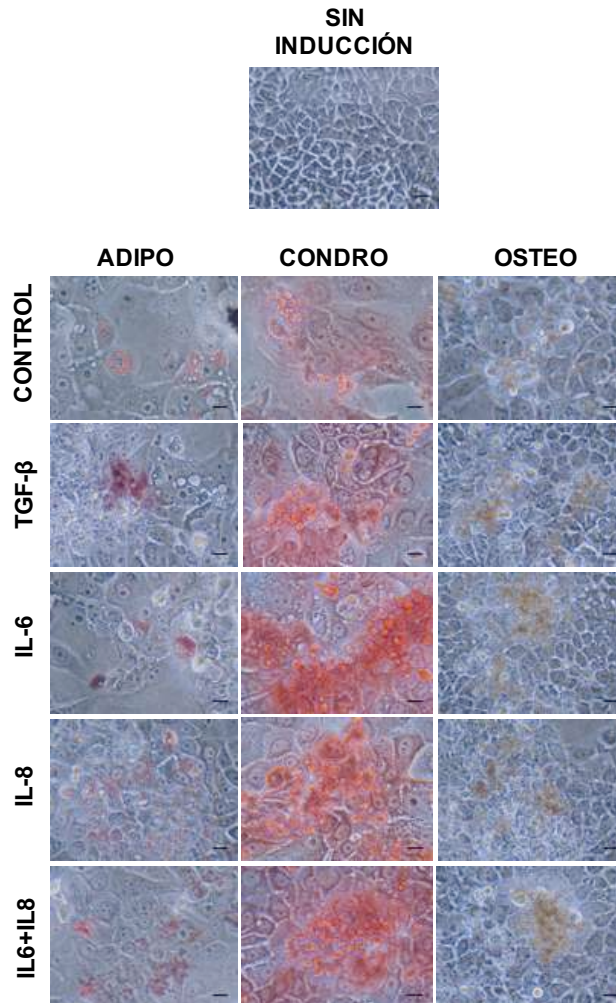 SIN
INDUCCIÓN
ADIPO CONDRO OSTEO
CONTROL
TGF-β
IL-6
IL-8
IL6+IL8